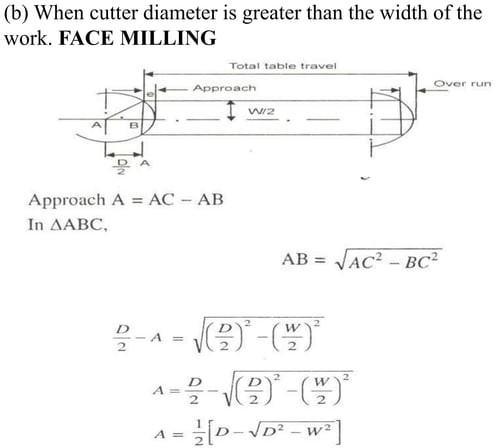 (b) When cutter diameter is greater than the width of the
work. FACE MILLING
Total table travel
Approach
Over run
e
W/2
A
B
D/2 A
Approach A = AC – AB
In ΔABC,
AB = √(AC² – BC²)
D/2 – A = √((D/2)² – (W/2)²)
A = D/2 – √((D/2)² – (W/2)²)
A = 1/2[D – √(D² – W²)]